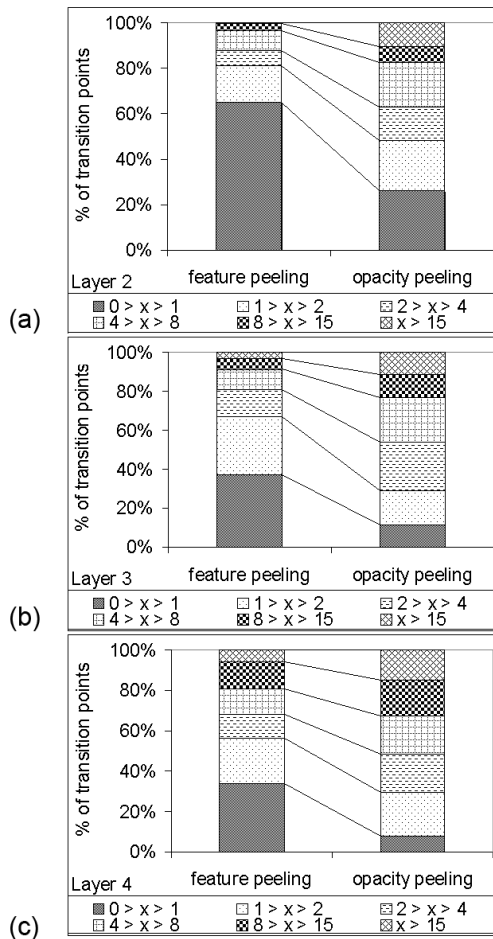 (a)
% of transition points
100%
80%
60%
40%
20%
0%
Layer 2
feature peeling opacity peeling
0 > x > 1 1 > x > 2 2 > x > 4
4 > x > 8 8 > x > 15 x > 15
(b)
% of transition points
100%
80%
60%
40%
20%
0%
Layer 3
feature peeling opacity peeling
0 > x > 1 1 > x > 2 2 > x > 4
4 > x > 8 8 > x > 15 x > 15
(c)
% of transition points
100%
80%
60%
40%
20%
0%
Layer 4
feature peeling opacity peeling
0 > x > 1 1 > x > 2 2 > x > 4
4 > x > 8 8 > x > 15 x > 15